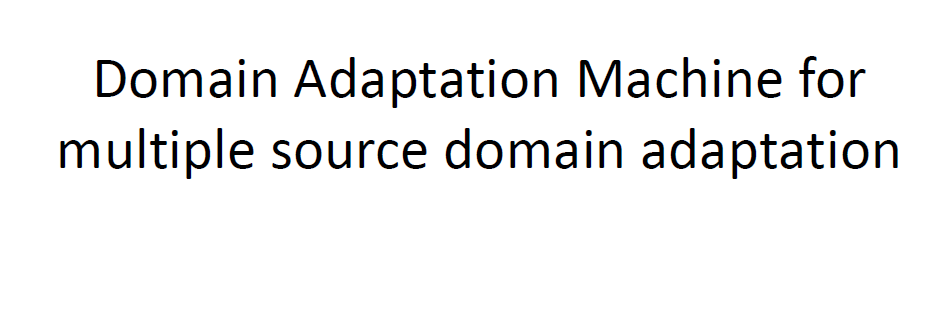 Domain Adaptation Machine for
multiple source domain adaptation